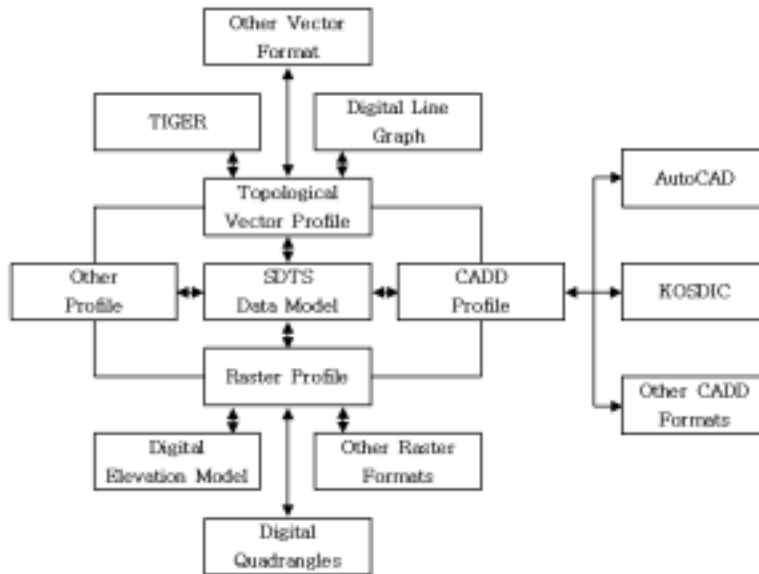 Other Vector
Format
TIGER
Digital Line
Graph
Topological
Vector Profile
AutoCAD
Other
Profile
SDTS
Data Model
CADD
Profile
KOSDIC
Raster Profile
Other CADD
Formats
Digital
Elevation Model
Other Raster
Formats
Digital
Quadrangles